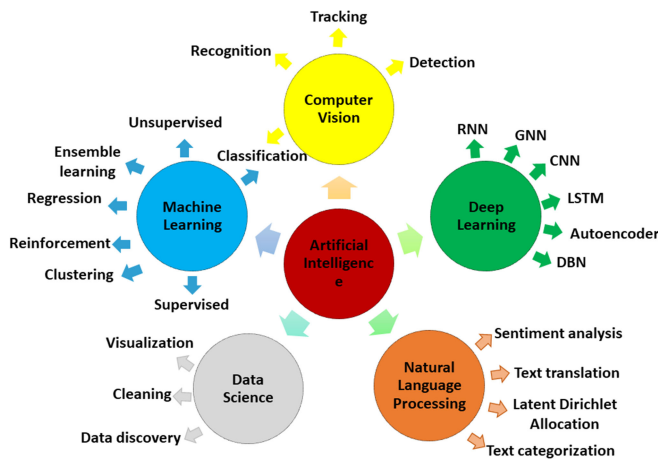 Tracking
Recognition
Detection
Computer
Vision
Unsupervised
Classification
Ensemble
learning
Regression
Reinforcement
Clustering
Supervised
Machine
Learning
RNN
GNN
CNN
LSTM
Autoencoder
DBN
Deep
Learning
Artificial
Intelligenc
e
Visualization
Cleaning
Data discovery
Data
Science
Natural
Language
Processing
Sentiment analysis
Text translation
Latent Dirichlet
Allocation
Text categorization